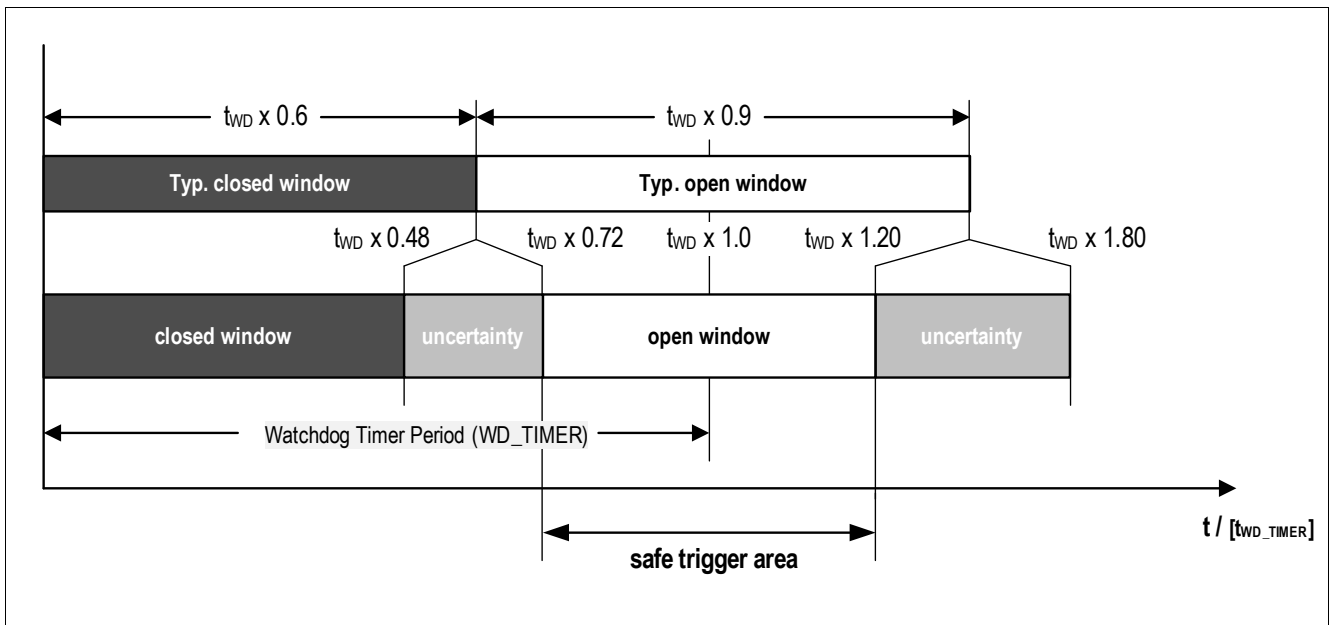 tWD x 0.6 tWD x 0.9
Typ. closed window Typ. open window
tWD x 0.48 tWD x 0.72 tWD x 1.0 tWD x 1.20 tWD x 1.80
closed window uncertainty open window uncertainty
Watchdog Timer Period (WD_TIMER)
t / [tWD_TIMER]
safe trigger area